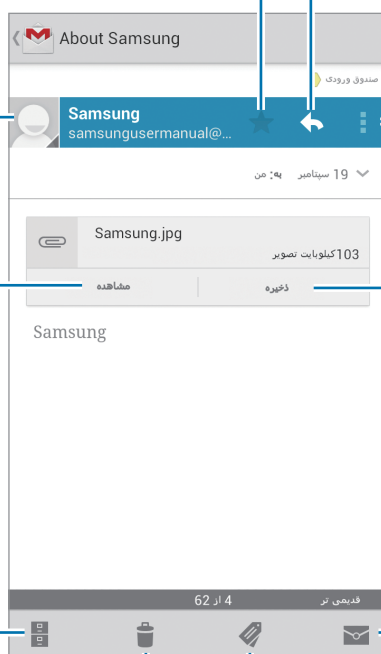 About Samsung
صندوق ورودی
Samsung
samsungusermanual@...
19 سپتامبر به: من
Samsung.jpg
103کیلوبایت تصویر
مشاهده
ذخیره
Samsung
4 از 62
قدیمی تر